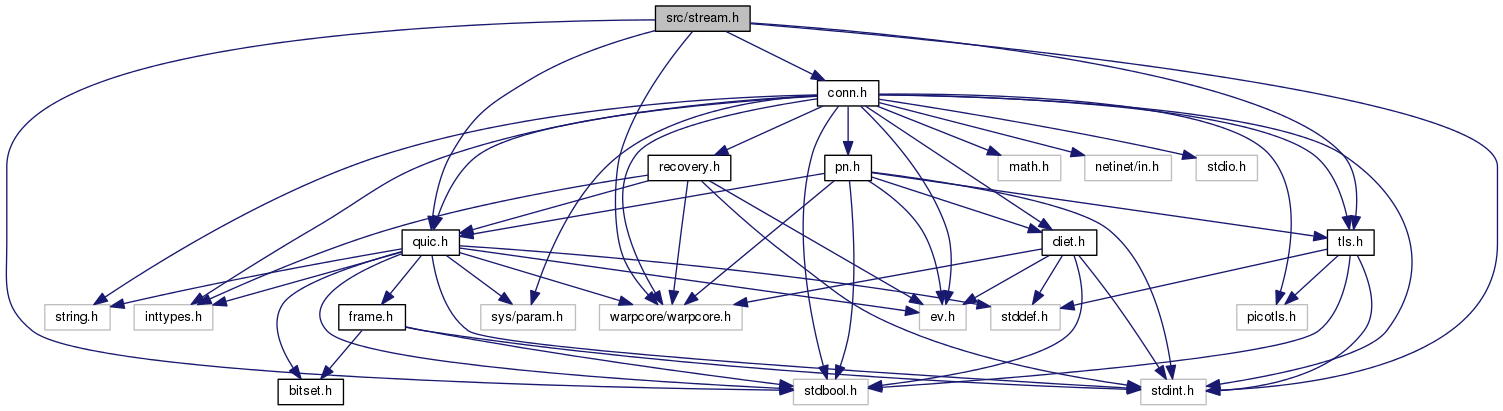 src/stream.h
conn.h
recovery.h
pn.h
math.h
netinet/in.h
stdio.h
quic.h
diet.h
tls.h
string.h
inttypes.h
frame.h
sys/param.h
warpcore/warpcore.h
ev.h
stddef.h
picotls.h
bitset.h
stdbool.h
stdint.h